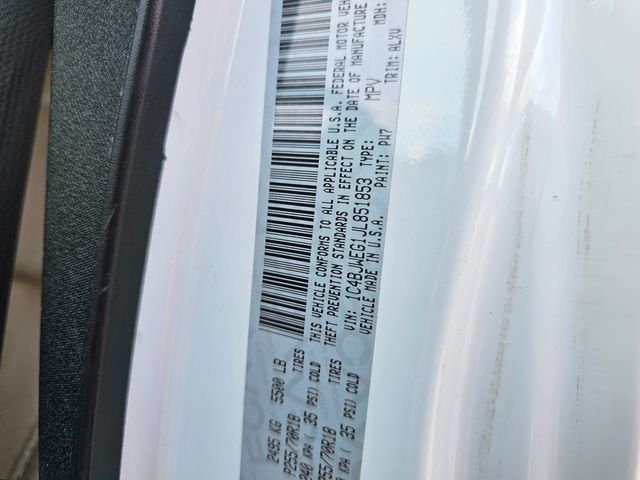 2495 KG 5500 LB
P255/70R18 TIRES
240 KPA ( 35 PSI) COLD
P255/70R18 TIRES
240 KPA ( 35 PSI) COLD
THIS VEHICLE CONFORMS TO ALL APPLICABLE U.S.A. FEDERAL MOTOR
THEFT PREVENTION STANDARDS IN EFFECT ON THE DATE OF MANUFACTURE
VIN: 1C4BJWEG1JL851853 TYPE: MPV MDH:
VEHICLE MADE IN U.S.A. PAINT: PW7 TRIM: ALXV